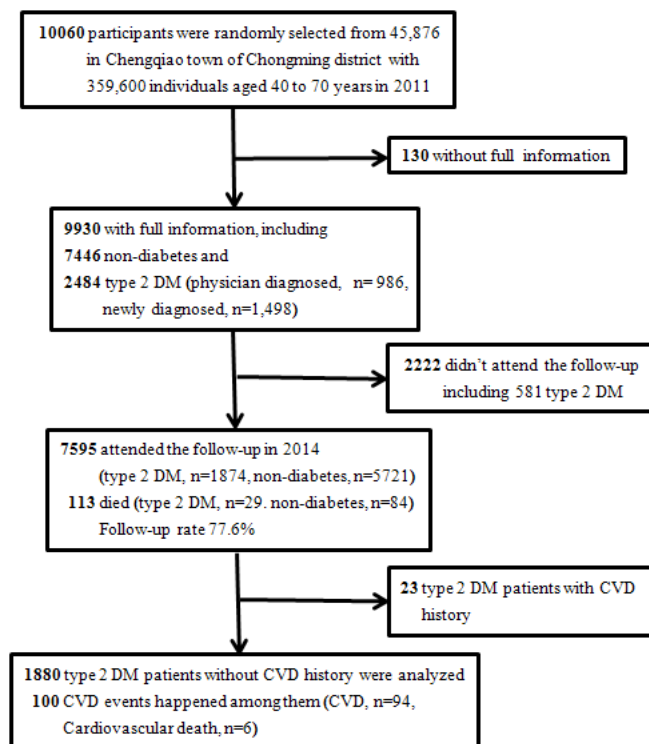 10060 participants were randomly selected from 45,876
in Chengqiao town of Chongming district with
359,600 individuals aged 40 to 70 years in 2011
130 without full information
9930 with full information, including
7446 non-diabetes and
2484 type 2 DM (physician diagnosed, n= 986,
newly diagnosed, n=1,498)
2222 didn’t attend the follow-up
including 581 type 2 DM
7595 attended the follow-up in 2014
(type 2 DM, n=1874, non-diabetes, n=5721)
113 died (type 2 DM, n=29. non-diabetes, n=84)
Follow-up rate 77.6%
23 type 2 DM patients with CVD
history
1880 type 2 DM patients without CVD history were analyzed
100 CVD events happened among them (CVD, n=94,
Cardiovascular death, n=6)